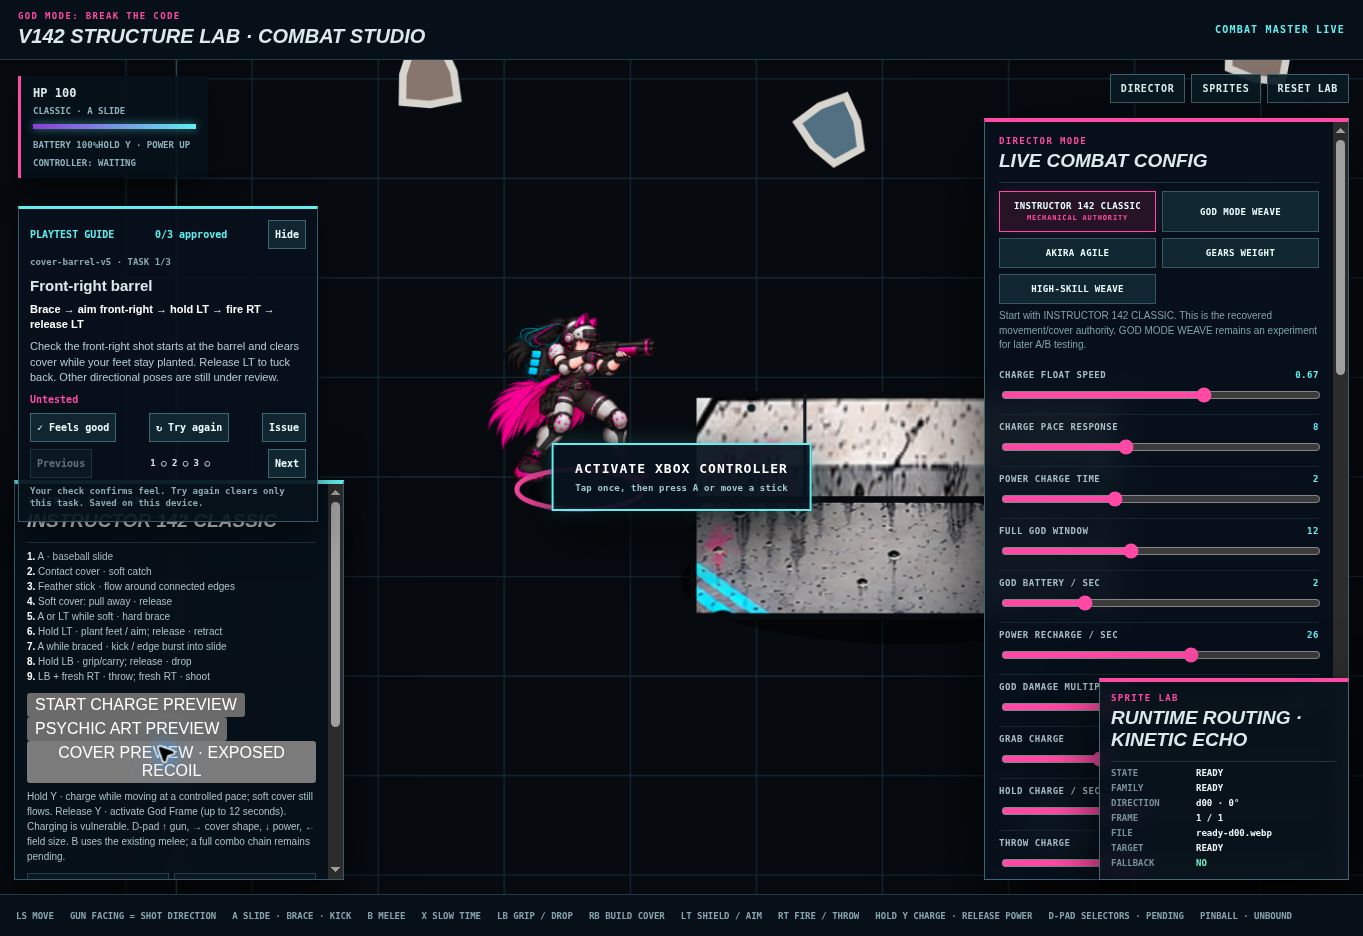 GOD MODE: BREAK THE CODE
V142 STRUCTURE LAB · COMBAT STUDIO
COMBAT MASTER LIVE
HP 100
CLASSIC · A SLIDE
BATTERY 100%HOLD Y · POWER UP
CONTROLLER: WAITING
DIRECTOR
SPRITES
RESET LAB
PLAYTEST GUIDE
0/3 approved
Hide
cover-barrel-v5 · TASK 1/3
Front-right barrel
Brace → aim front-right → hold LT → fire RT →
release LT
Check the front-right shot starts at the barrel and clears
cover while your feet stay planted. Release LT to tuck
back. Other directional poses are still under review.
Untested
✓ Feels good
↻ Try again
Issue
Previous
1 ○ 2 ○ 3 ○
Next
Your check confirms feel. Try again clears only
this task. Saved on this device.
INSTRUCTOR 142 CLASSIC
1. A · baseball slide
2. Contact cover · soft catch
3. Feather stick · flow around connected edges
4. Soft cover: pull away · release
5. A or LT while soft · hard brace
6. Hold LT · plant feet / aim; release · retract
7. A while braced · kick / edge burst into slide
8. Hold LB · grip/carry; release · drop
9. LB + fresh RT · throw; fresh RT · shoot
START CHARGE PREVIEW
PSYCHIC ART PREVIEW
COVER PREVIEW · EXPOSED
RECOIL
Hold Y · charge while moving at a controlled pace; soft cover still
flows. Release Y · activate God Frame (up to 12 seconds).
Charging is vulnerable. D-pad ↑ gun, → cover shape, ↓ power, ←
field size. B uses the existing melee; a full combo chain remains
pending.
ACTIVATE XBOX CONTROLLER
Tap once, then press A or move a stick
DIRECTOR MODE
LIVE COMBAT CONFIG
INSTRUCTOR 142 CLASSIC
MECHANICAL AUTHORITY
GOD MODE WEAVE
AKIRA AGILE
GEARS WEIGHT
HIGH-SKILL WEAVE
Start with INSTRUCTOR 142 CLASSIC. This is the recovered
movement/cover authority. GOD MODE WEAVE remains an experiment
for later A/B testing.
CHARGE FLOAT SPEED 0.67
CHARGE PACE RESPONSE 8
POWER CHARGE TIME 2
FULL GOD WINDOW 12
GOD BATTERY / SEC 2
POWER RECHARGE / SEC 26
GOD DAMAGE MULTIP
GRAB CHARGE
HOLD CHARGE / SEC
THROW CHARGE
SPRITE LAB
RUNTIME ROUTING ·
KINETIC ECHO
STATE READY
FAMILY READY
DIRECTION d00 · 0°
FRAME 1 / 1
FILE ready-d00.webp
TARGET READY
FALLBACK NO
LS MOVE GUN FACING = SHOT DIRECTION A SLIDE · BRACE · KICK B MELEE X SLOW TIME LB GRIP / DROP RB BUILD COVER LT SHIELD / AIM RT FIRE / THROW HOLD Y CHARGE · RELEASE POWER D-PAD SELECTORS · PENDING PINBALL · UNBOUND